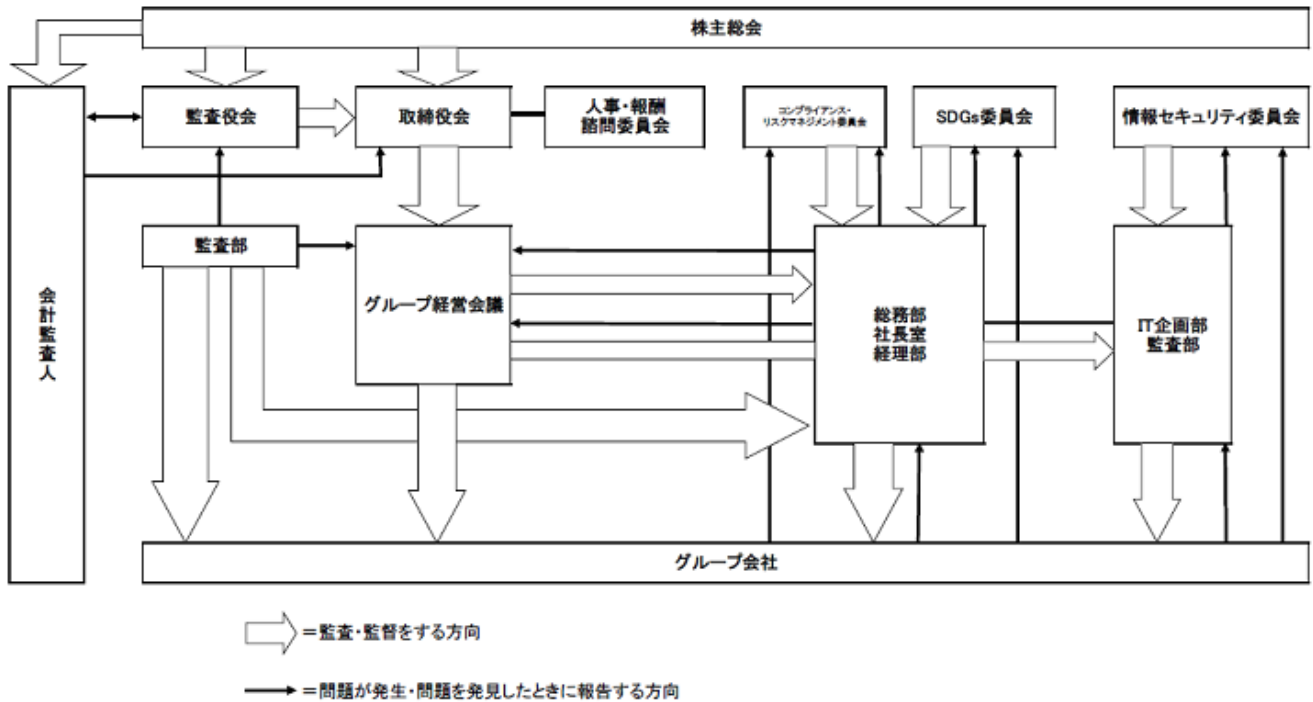 株主総会
監査役会
取締役会
人事・報酬
諮問委員会
コンプライアンス・
リスクマネジメント委員会
SDGs委員会
情報セキュリティ委員会
監査部
グループ経営会議
総務部
社長室
経理部
IT企画部
監査部
会計監査人
グループ会社
＝監査・監督をする方向
＝問題が発生・問題を発見したときに報告する方向